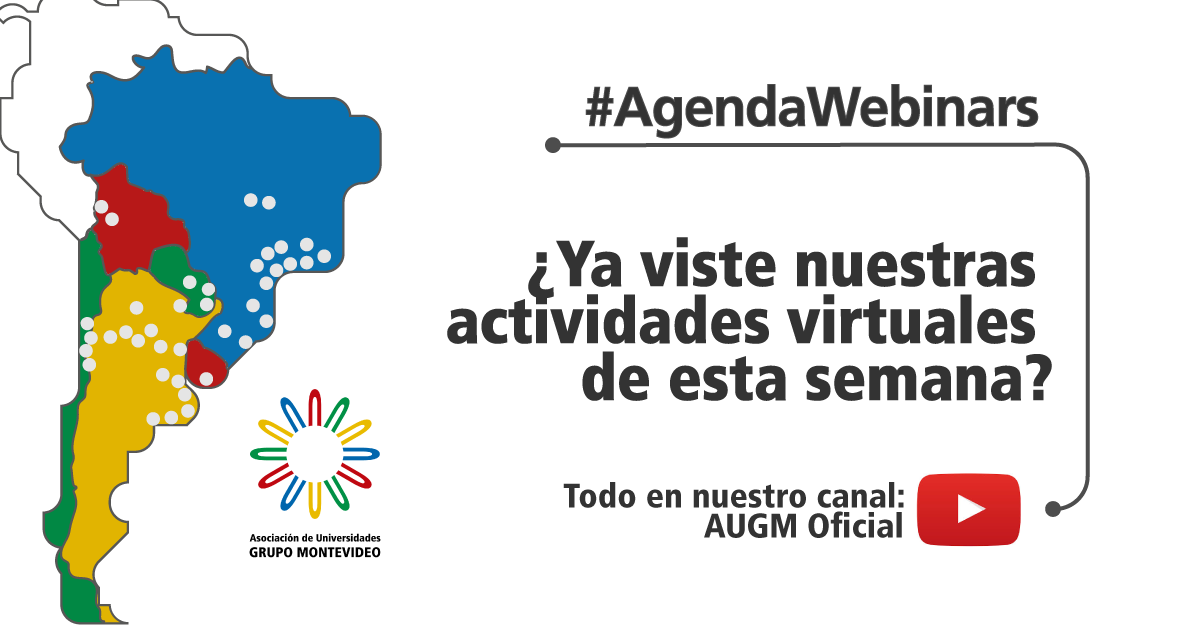 #AgendaWebinars
¿Ya viste nuestras
actividades virtuales
de esta semana?
Todo en nuestro canal:
AUGM Oficial
Asociación de Universidades
GRUPO MONTEVIDEO